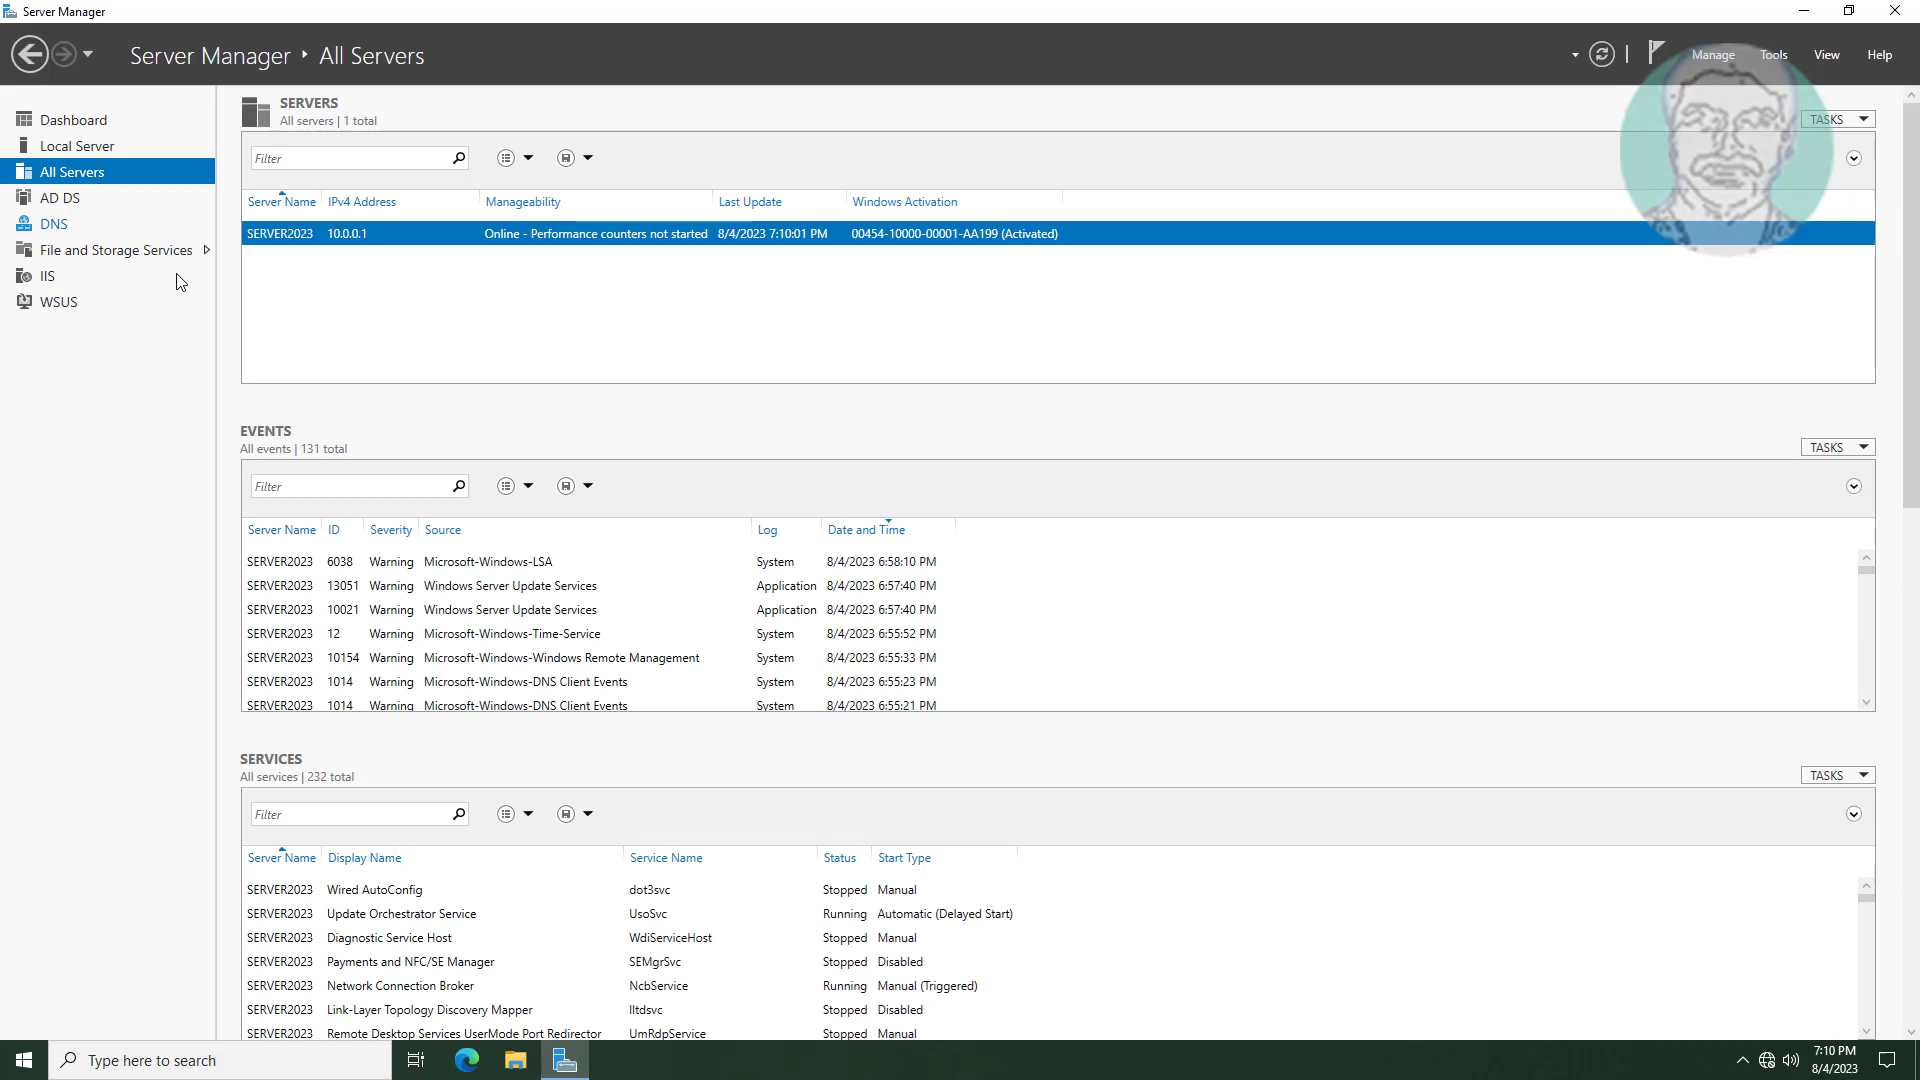 Server Manager
Server Manager ‣ All Servers
Manage Tools View Help
Dashboard
Local Server
All Servers
AD DS
DNS
File and Storage Services
IIS
WSUS
SERVERS
All servers | 1 total
TASKS
Filter
Server Name IPv4 Address Manageability Last Update Windows Activation
SERVER2023 10.0.0.1 Online - Performance counters not started 8/4/2023 7:10:01 PM 00454-10000-00001-AA199 (Activated)
EVENTS
All events | 131 total
TASKS
Filter
Server Name ID Severity Source Log Date and Time
SERVER2023 6038 Warning Microsoft-Windows-LSA System 8/4/2023 6:58:10 PM
SERVER2023 13051 Warning Windows Server Update Services Application 8/4/2023 6:57:40 PM
SERVER2023 10021 Warning Windows Server Update Services Application 8/4/2023 6:57:40 PM
SERVER2023 12 Warning Microsoft-Windows-Time-Service System 8/4/2023 6:55:52 PM
SERVER2023 10154 Warning Microsoft-Windows-Windows Remote Management System 8/4/2023 6:55:33 PM
SERVER2023 1014 Warning Microsoft-Windows-DNS Client Events System 8/4/2023 6:55:23 PM
SERVER2023 1014 Warning Microsoft-Windows-DNS Client Events System 8/4/2023 6:55:21 PM
SERVICES
All services | 232 total
TASKS
Filter
Server Name Display Name Service Name Status Start Type
SERVER2023 Wired AutoConfig dot3svc Stopped Manual
SERVER2023 Update Orchestrator Service UsoSvc Running Automatic (Delayed Start)
SERVER2023 Diagnostic Service Host WdiServiceHost Stopped Manual
SERVER2023 Payments and NFC/SE Manager SEMgrSvc Stopped Disabled
SERVER2023 Network Connection Broker NcbService Running Manual (Triggered)
SERVER2023 Link-Layer Topology Discovery Mapper lltdsvc Stopped Disabled
SERVER2023 Remote Desktop Services UserMode Port Redirector UmRdpService Stopped Manual
Type here to search
7:10 PM
8/4/2023